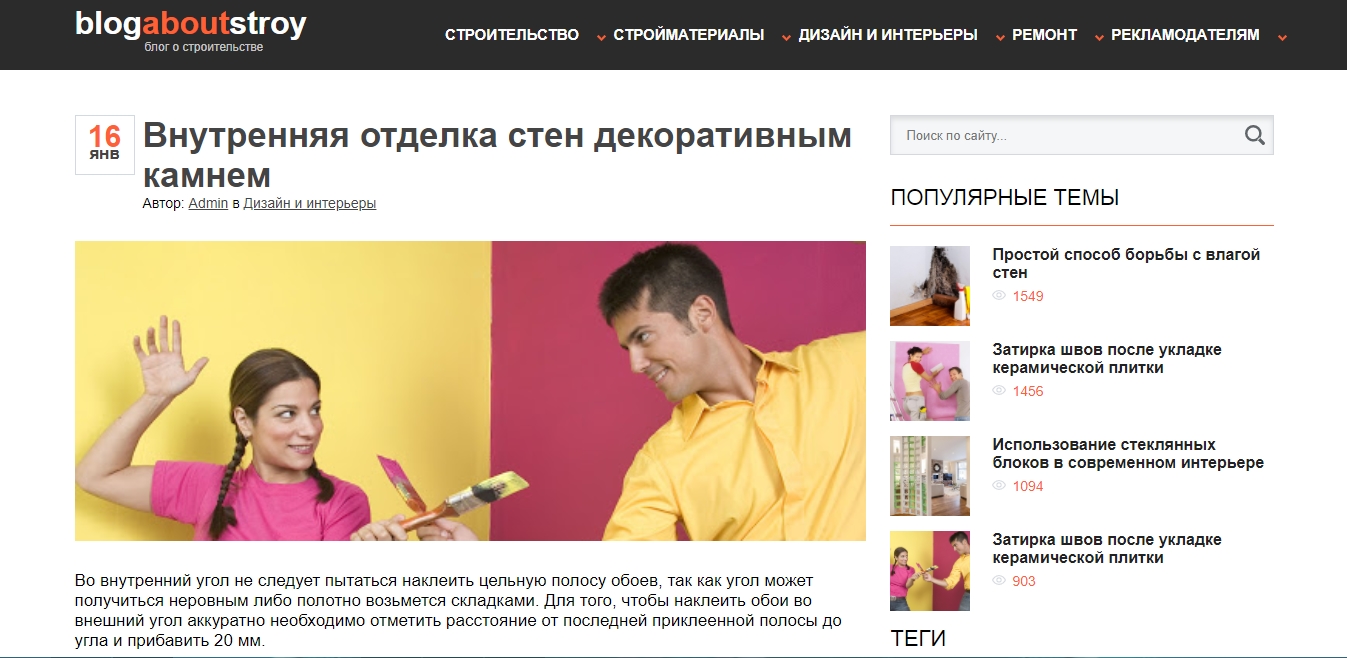 blogaboutstroy
блог о строительстве
СТРОИТЕЛЬСТВО СТРОЙМАТЕРИАЛЫ ДИЗАЙН И ИНТЕРЬЕРЫ РЕМОНТ РЕКЛАМОДАТЕЛЯМ
16
ЯНВ
Внутренняя отделка стен декоративным
камнем
Автор: Admin в Дизайн и интерьеры
Во внутренний угол не следует пытаться наклеить цельную полосу обоев, так как угол может
получиться неровным либо полотно возьмется складками. Для того, чтобы наклеить обои во
внешний угол аккуратно необходимо отметить расстояние от последней приклеенной полосы до
угла и прибавить 20 мм.
Поиск по сайту...
ПОПУЛЯРНЫЕ ТЕМЫ
Простой способ борьбы с влагой
стен
1549
Затирка швов после укладке
керамической плитки
1456
Использование стеклянных
блоков в современном интерьере
1094
Затирка швов после укладке
керамической плитки
903
ТЕГИ